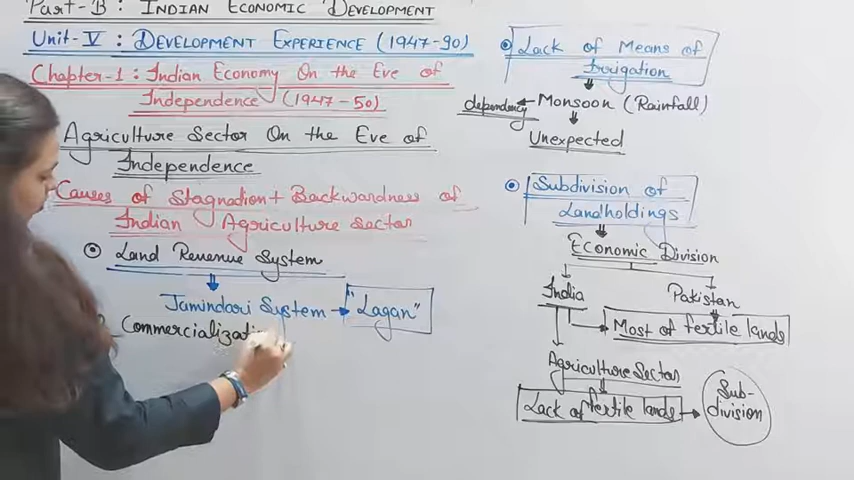 Part-B : Indian Economic Development
Unit-V : Development Experience (1947-90)
Chapter-1 : Indian Economy On the Eve of
Independence (1947-50)
Agriculture Sector On the Eve of
Independence
Causes of Stagnation + Backwardness of
Indian Agriculture Sector
Land Revenue System
Jamindari System → "Lagan"
Commercializati
Lack of Means of
Irrigation
dependency ← Monsoon (Rainfall)
Unexpected
Subdivision of
Landholdings
Economic Division
India
Pakistan
Most of fertile lands
Agriculture Sector
Lack of fertile lands → Sub-
division